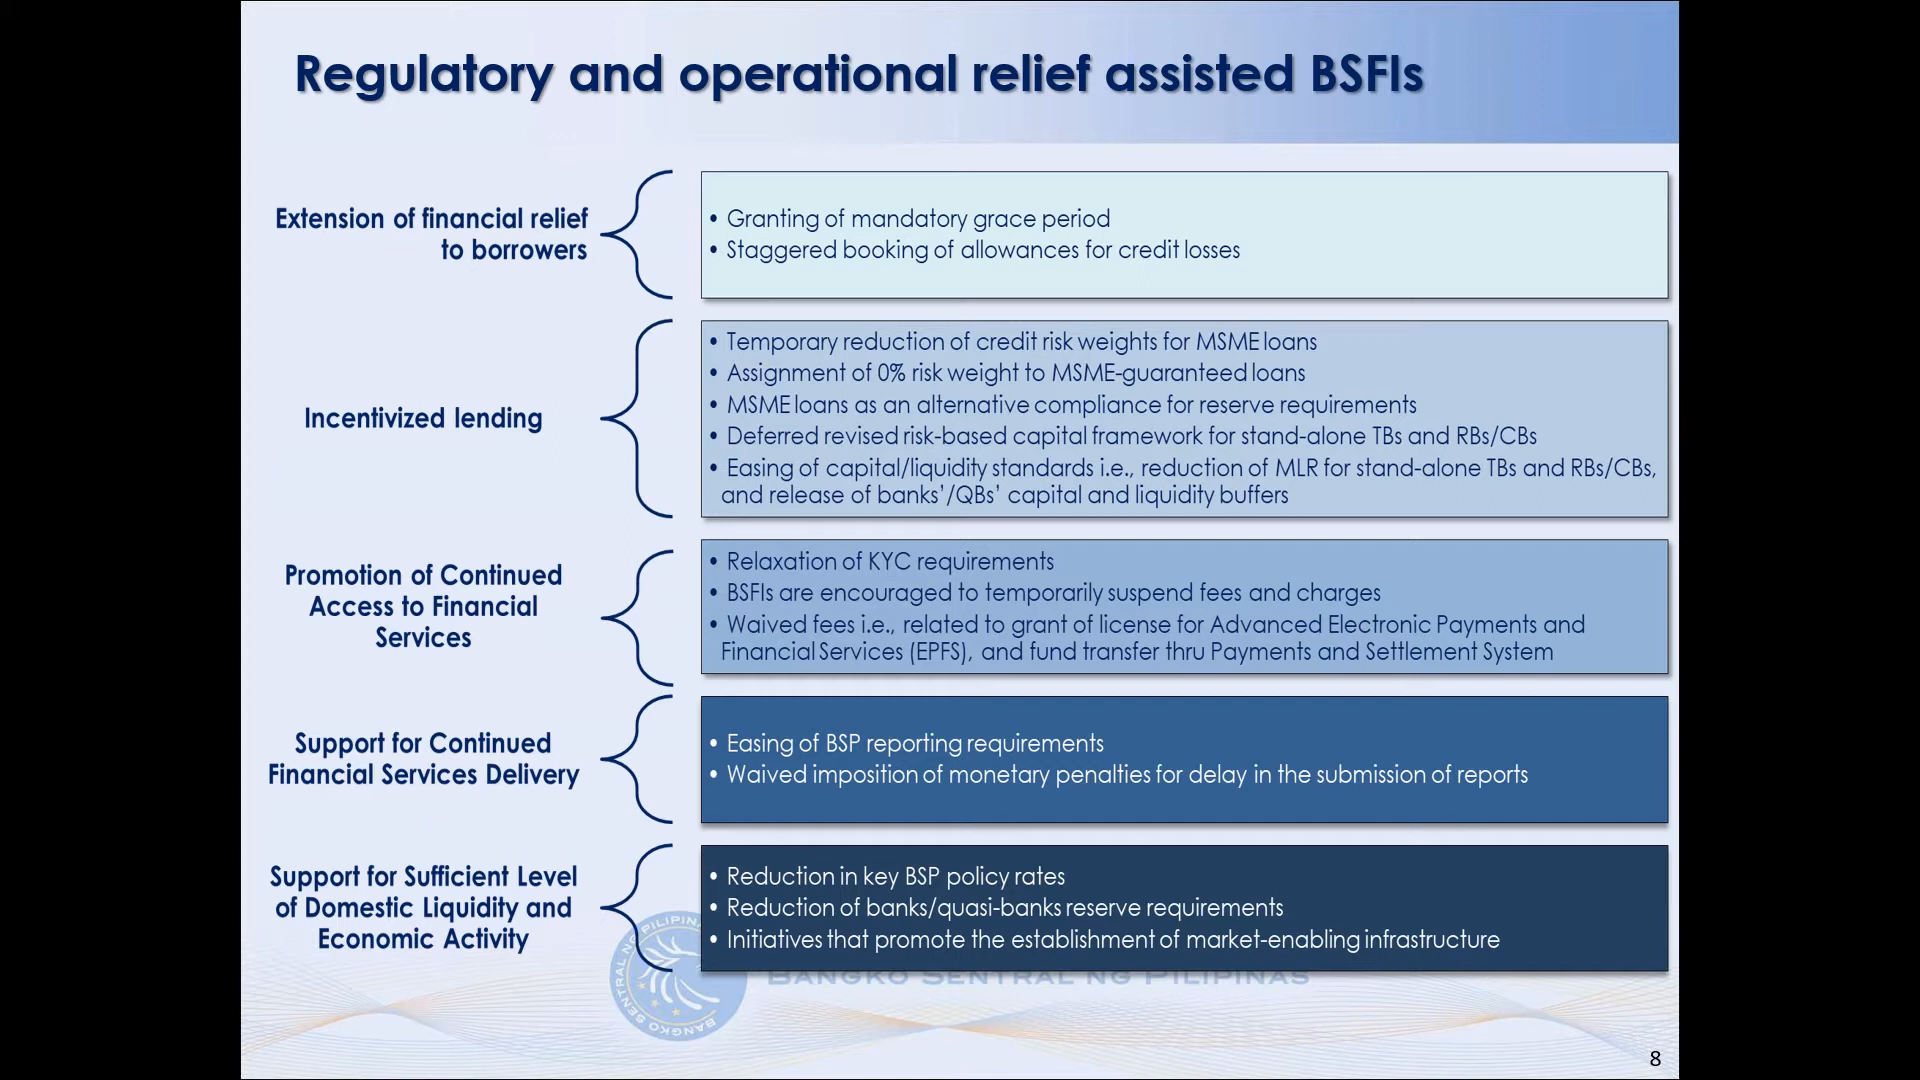 Regulatory and operational relief assisted BSFIs
Extension of financial relief
to borrowers
• Granting of mandatory grace period
• Staggered booking of allowances for credit losses
Incentivized lending
• Temporary reduction of credit risk weights for MSME loans
• Assignment of 0% risk weight to MSME-guaranteed loans
• MSME loans as an alternative compliance for reserve requirements
• Deferred revised risk-based capital framework for stand-alone TBs and RBs/CBs
• Easing of capital/liquidity standards i.e., reduction of MLR for stand-alone TBs and RBs/CBs,
and release of banks’/QBs’ capital and liquidity buffers
Promotion of Continued
Access to Financial
Services
• Relaxation of KYC requirements
• BSFIs are encouraged to temporarily suspend fees and charges
• Waived fees i.e., related to grant of license for Advanced Electronic Payments and
Financial Services (EPFS), and fund transfer thru Payments and Settlement System
Support for Continued
Financial Services Delivery
• Easing of BSP reporting requirements
• Waived imposition of monetary penalties for delay in the submission of reports
Support for Sufficient Level
of Domestic Liquidity and
Economic Activity
• Reduction in key BSP policy rates
• Reduction of banks/quasi-banks reserve requirements
• Initiatives that promote the establishment of market-enabling infrastructure
BANGKO SENTRAL NG PILIPINAS
8